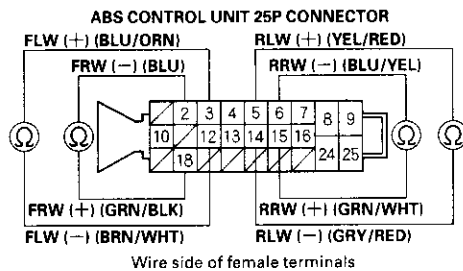 ABS CONTROL UNIT 25P CONNECTOR
FLW (+) (BLU/ORN) RLW (+) (YEL/RED)
FRW (−) (BLU) RRW (−) (BLU/YEL)
2 3 4 5 6 7 8 9
Ω Ω 10 12 13 14 15 16 Ω Ω
18 24 25
FRW (+) (GRN/BLK) RRW (+) (GRN/WHT)
FLW (−) (BRN/WHT) RLW (−) (GRY/RED)
Wire side of female terminals